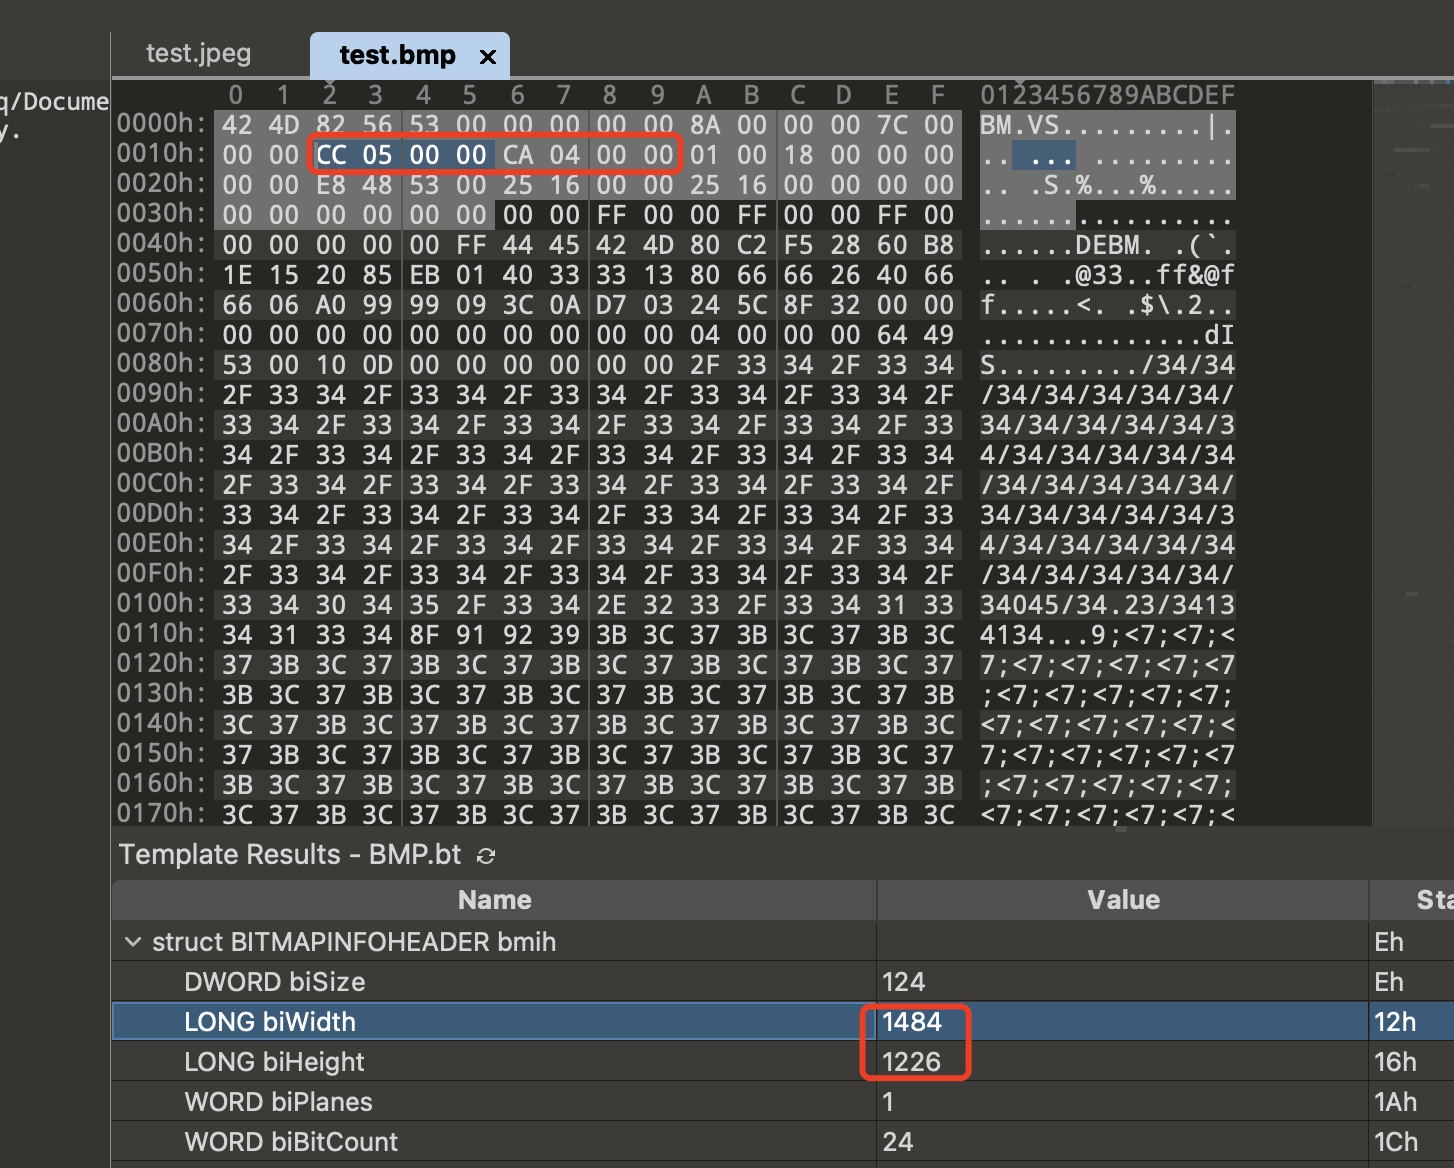 test.jpeg test.bmp x
q/Docume
y.
0 1 2 3 4 5 6 7 8 9 A B C D E F 0123456789ABCDEF
0000h: 42 4D 82 56 53 00 00 00 00 00 8A 00 00 00 7C 00 BM.VS.........|.
0010h: 00 00 CC 05 00 00 CA 04 00 00 01 00 18 00 00 00 .. ... .........
0020h: 00 00 E8 48 53 00 25 16 00 00 25 16 00 00 00 00 .. .S.%...%.....
0030h: 00 00 00 00 00 00 00 00 FF 00 00 FF 00 00 FF 00 ................
0040h: 00 00 00 00 00 FF 44 45 42 4D 80 C2 F5 28 60 B8 ......DEBM. .(`.
0050h: 1E 15 20 85 EB 01 40 33 33 13 80 66 66 26 40 66 .. . .@33..ff&@f
0060h: 66 06 A0 99 99 09 3C 0A D7 03 24 5C 8F 32 00 00 f.....<. .$\.2..
0070h: 00 00 00 00 00 00 00 00 00 00 04 00 00 00 64 49 ..............dI
0080h: 53 00 10 0D 00 00 00 00 00 00 2F 33 34 2F 33 34 S........./34/34
0090h: 2F 33 34 2F 33 34 2F 33 34 2F 33 34 2F 33 34 2F /34/34/34/34/34/
00A0h: 33 34 2F 33 34 2F 33 34 2F 33 34 2F 33 34 2F 33 34/34/34/34/34/3
00B0h: 34 2F 33 34 2F 33 34 2F 33 34 2F 33 34 2F 33 34 4/34/34/34/34/34
00C0h: 2F 33 34 2F 33 34 2F 33 34 2F 33 34 2F 33 34 2F /34/34/34/34/34/
00D0h: 33 34 2F 33 34 2F 33 34 2F 33 34 2F 33 34 2F 33 34/34/34/34/34/3
00E0h: 34 2F 33 34 2F 33 34 2F 33 34 2F 33 34 2F 33 34 4/34/34/34/34/34
00F0h: 2F 33 34 2F 33 34 2F 33 34 2F 33 34 2F 33 34 2F /34/34/34/34/34/
0100h: 33 34 30 34 35 2F 33 34 2E 32 33 2F 33 34 31 33 34045/34.23/3413
0110h: 34 31 33 34 8F 91 92 39 3B 3C 37 3B 3C 37 3B 3C 4134...9;<7;<7;<
0120h: 37 3B 3C 37 3B 3C 37 3B 3C 37 3B 3C 37 3B 3C 37 7;<7;<7;<7;<7;<7
0130h: 3B 3C 37 3B 3C 37 3B 3C 37 3B 3C 37 3B 3C 37 3B ;<7;<7;<7;<7;<7;
0140h: 3C 37 3B 3C 37 3B 3C 37 3B 3C 37 3B 3C 37 3B 3C <7;<7;<7;<7;<7;<
0150h: 37 3B 3C 37 3B 3C 37 3B 3C 37 3B 3C 37 3B 3C 37 7;<7;<7;<7;<7;<7
0160h: 3B 3C 37 3B 3C 37 3B 3C 37 3B 3C 37 3B 3C 37 3B ;<7;<7;<7;<7;<7;
0170h: 3C 37 3B 3C 37 3B 3C 37 3B 3C 37 3B 3C 37 3B 3C <7;<7;<7;<7;<7;<
Template Results - BMP.bt
Name Value Sta
struct BITMAPINFOHEADER bmih Eh
DWORD biSize 124 Eh
LONG biWidth 1484 12h
LONG biHeight 1226 16h
WORD biPlanes 1 1Ah
WORD biBitCount 24 1Ch